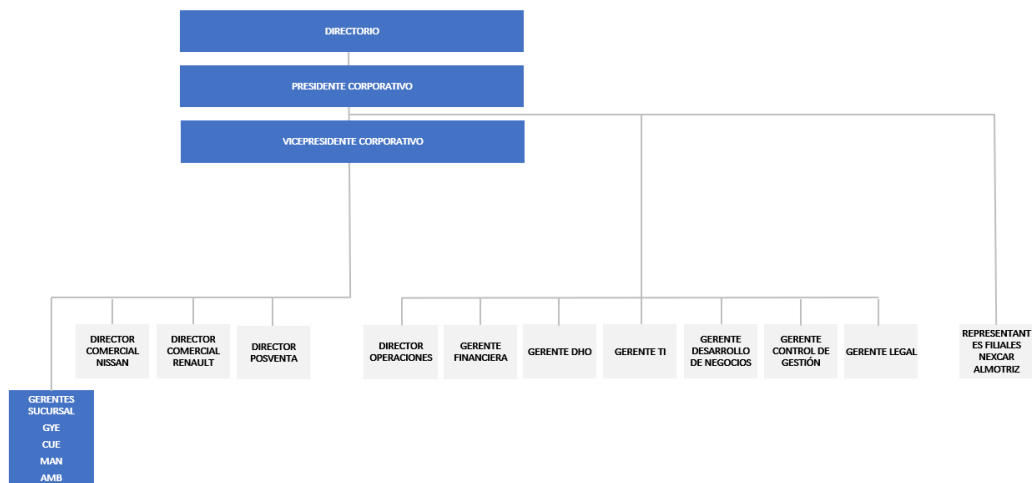 DIRECTORIO
PRESIDENTE CORPORATIVO
VICEPRESIDENTE CORPORATIVO
DIRECTOR
COMERCIAL
NISSAN
DIRECTOR
COMERCIAL
RENAULT
DIRECTOR
POSVENTA
DIRECTOR
OPERACIONES
GERENTE
FINANCIERA
GERENTE DHO
GERENTE TI
GERENTE
DESARROLLO
DE NEGOCIOS
GERENTE
CONTROL DE
GESTIÓN
GERENTE LEGAL
REPRESENTANT
ES FILIALES
NEXCAR
ALMOTRIZ
GERENTES
SUCURSAL
GYE
CUE
MAN
AMB